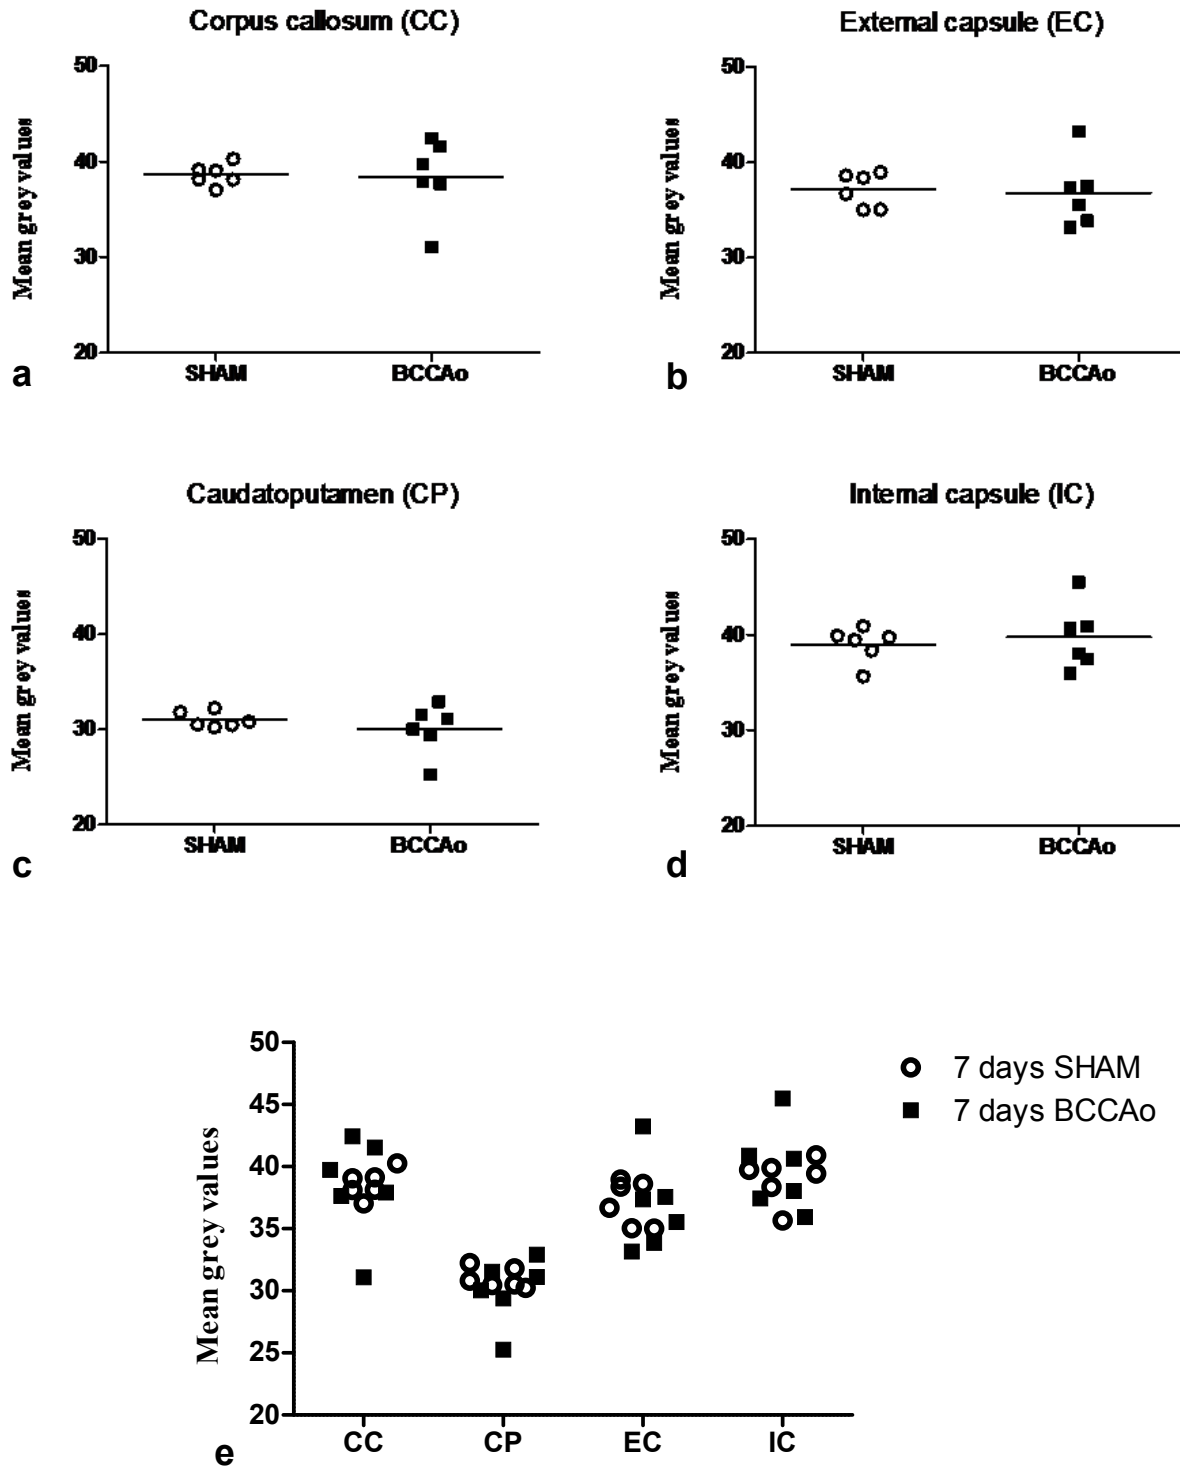 Corpus callosum (CC)
Mean grey values
50
40
30
20
SHAM
BCCAo
a
External capsule (EC)
Mean grey values
50
40
30
20
SHAM
BCCAo
b
Caudatoputamen (CP)
Mean grey values
50
40
30
20
SHAM
BCCAo
c
Internal capsule (IC)
Mean grey values
50
40
30
20
SHAM
BCCAo
d
Mean grey values
50
45
40
35
30
25
20
CC
CP
EC
IC
7 days SHAM
7 days BCCAo
e